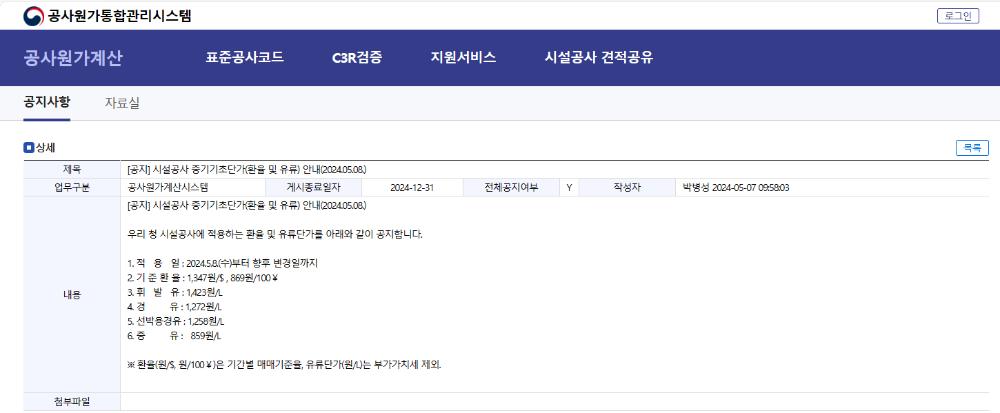 공사원가통합관리시스템
로그인
공사원가계산
표준공사코드
C3R검증
지원서비스
시설공사 견적공유
공지사항
자료실
상세
목록
제목
[공지] 시설공사 중기기초단가(환율 및 유류) 안내(2024.05.08.)
업무구분
공사원가계산시스템
게시종료일자
2024-12-31
전체공지여부
Y
작성자
박병성 2024-05-07 09:58:03
내용
[공지] 시설공사 중기기초단가(환율 및 유류) 안내(2024.05.08.)
우리 청 시설공사에 적용하는 환율 및 유류단가를 아래와 같이 공지합니다.
1. 적 용 일 : 2024.5.8.(수)부터 향후 변경일까지
2. 기 준 환 율 : 1,347원/$ , 869원/100￥
3. 휘 발 유 : 1,423원/L
4. 경 유 : 1,272원/L
5. 선박용경유 : 1,258원/L
6. 중 유 : 859원/L
※ 환율(원/$, 원/100￥)은 기간별 매매기준율, 유류단가(원/L)는 부가가치세 제외.
첨부파일